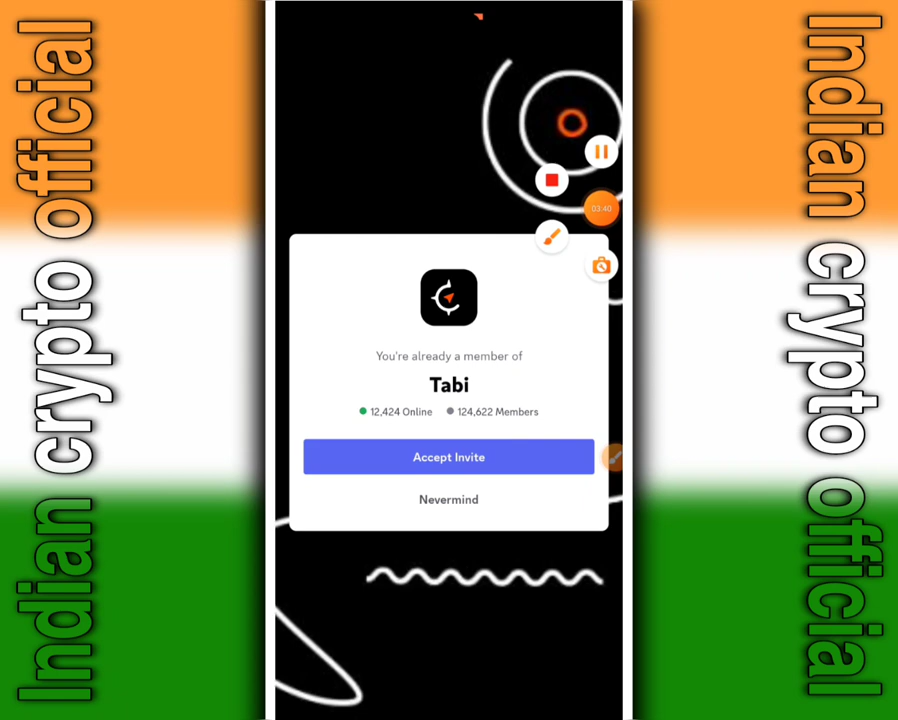 Indian crypto official
03:40
You're already a member of
Tabi
12,424 Online 124,622 Members
Accept Invite
Nevermind
Indian crypto official